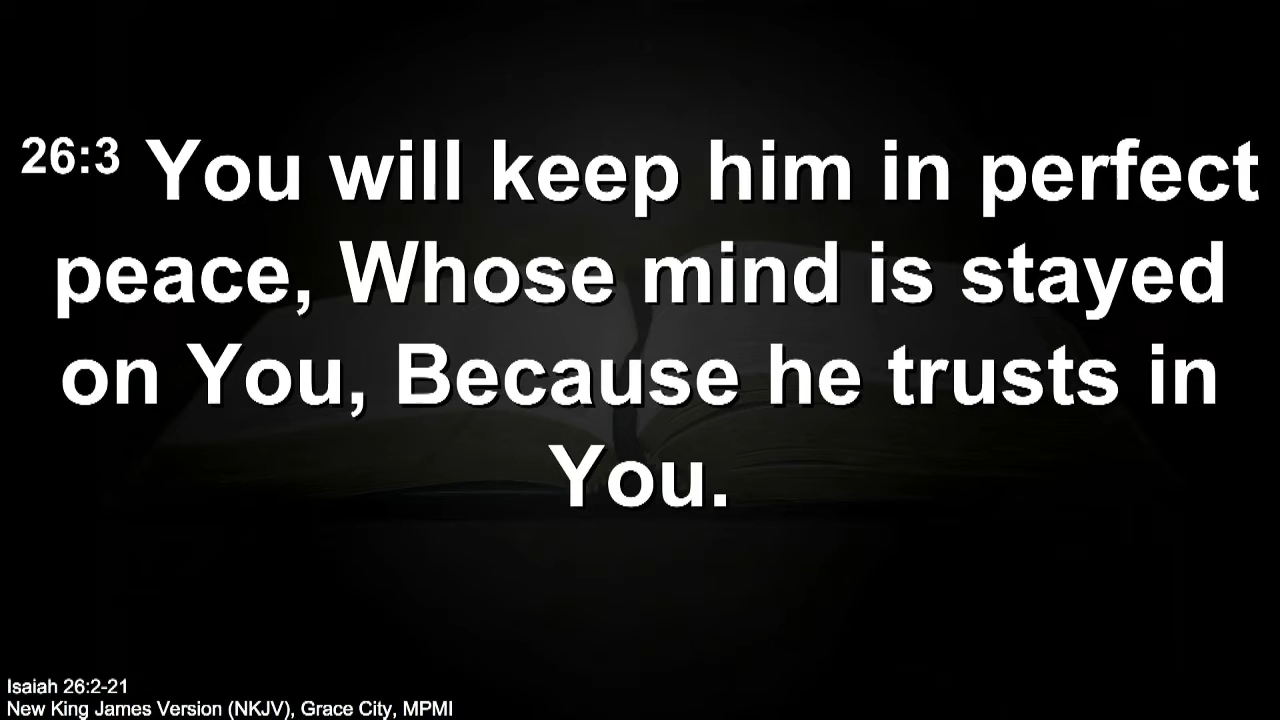 26:3 You will keep him in perfect
peace, Whose mind is stayed
on You, Because he trusts in
You.
Isaiah 26:2-21
New King James Version (NKJV), Grace City, MPMI